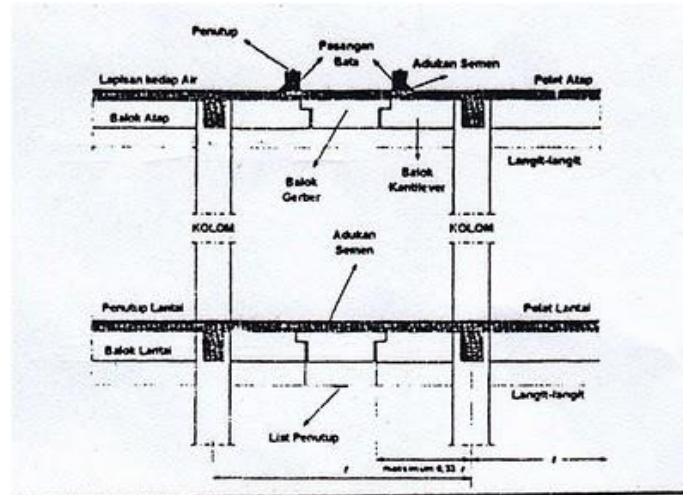 Penutup
Pasangan
Bata
Adukan Semen
Lapisan kedap Air
Pelat Atap
Balok Atap
Langit-langit
Balok
Gerber
Balok
Kantilever
KOLOM
KOLOM
Adukan
Semen
Penutup Lantai
Pelat Lantai
Balok Lantai
Langit-langit
List Penutup
maksimum 0,33 ℓ
ℓ
ℓ